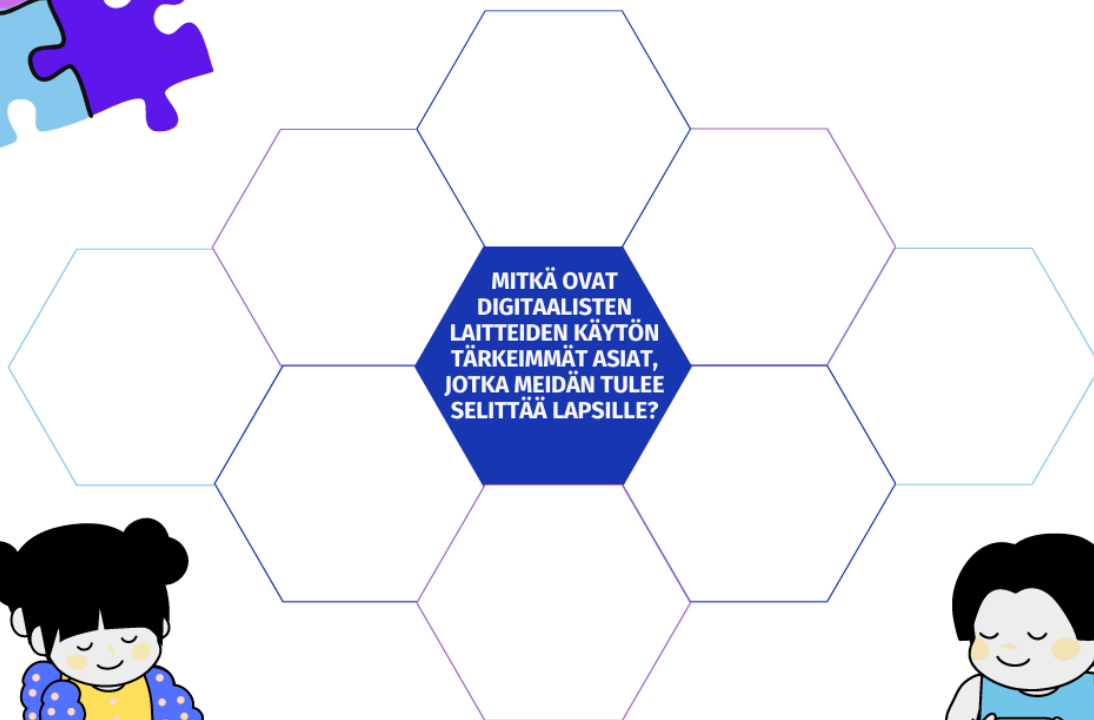 MITKÄ OVAT
DIGITAALISTEN
LAITTEIDEN KÄYTÖN
TÄRKEIMMÄT ASIAT,
JOTKA MEIDÄN TULEE
SELITTÄÄ LAPSILLE?